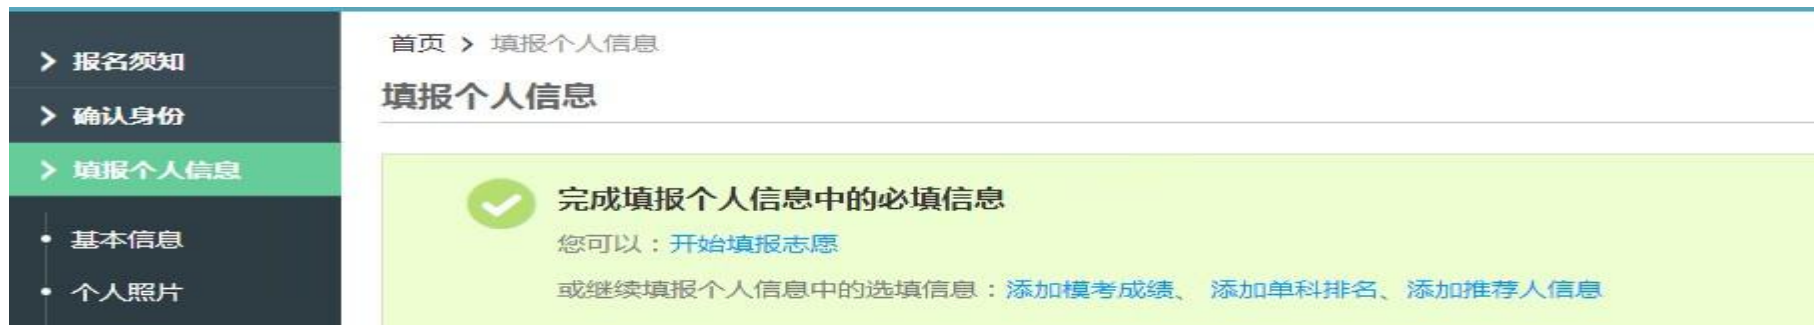 报名须知
确认身份
填报个人信息
基本信息
个人照片
首页 > 填报个人信息
填报个人信息
完成填报个人信息中的必填信息
您可以：开始填报志愿
或继续填报个人信息中的选填信息：添加模考成绩、 添加单科排名、添加推荐人信息